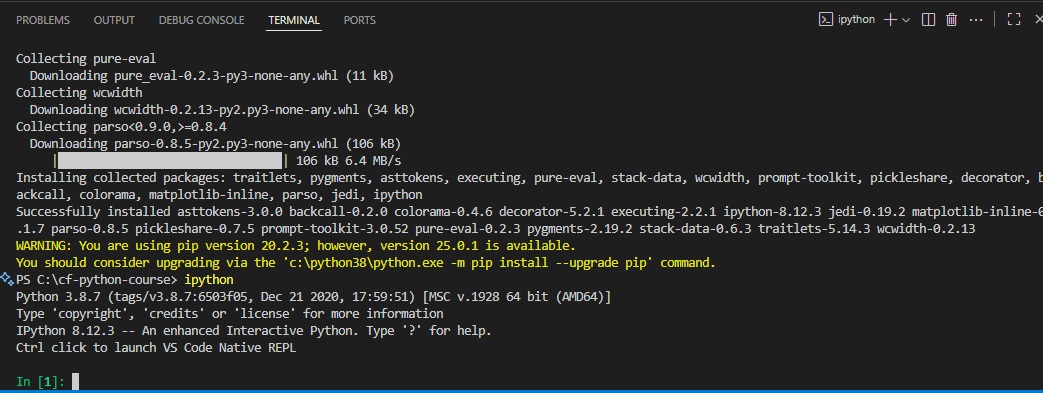 PROBLEMS OUTPUT DEBUG CONSOLE TERMINAL PORTS ipython
Collecting pure-eval
Downloading pure_eval-0.2.3-py3-none-any.whl (11 kB)
Collecting wcwidth
Downloading wcwidth-0.2.13-py2.py3-none-any.whl (34 kB)
Collecting parso<0.9.0,>=0.8.4
Downloading parso-0.8.5-py2.py3-none-any.whl (106 kB)
| | 106 kB 6.4 MB/s
Installing collected packages: traitlets, pygments, asttokens, executing, pure-eval, stack-data, wcwidth, prompt-toolkit, pickleshare, decorator, b
ackcall, colorama, matplotlib-inline, parso, jedi, ipython
Successfully installed asttokens-3.0.0 backcall-0.2.0 colorama-0.4.6 decorator-5.2.1 executing-2.2.1 ipython-8.12.3 jedi-0.19.2 matplotlib-inline-0
.1.7 parso-0.8.5 pickleshare-0.7.5 prompt-toolkit-3.0.52 pure-eval-0.2.3 pygments-2.19.2 stack-data-0.6.3 traitlets-5.14.3 wcwidth-0.2.13
WARNING: You are using pip version 20.2.3; however, version 25.0.1 is available.
You should consider upgrading via the 'c:\python38\python.exe -m pip install --upgrade pip' command.
PS C:\cf-python-course> ipython
Python 3.8.7 (tags/v3.8.7:6503f05, Dec 21 2020, 17:59:51) [MSC v.1928 64 bit (AMD64)]
Type 'copyright', 'credits' or 'license' for more information
IPython 8.12.3 -- An enhanced Interactive Python. Type '?' for help.
Ctrl click to launch VS Code Native REPL
In [1]: